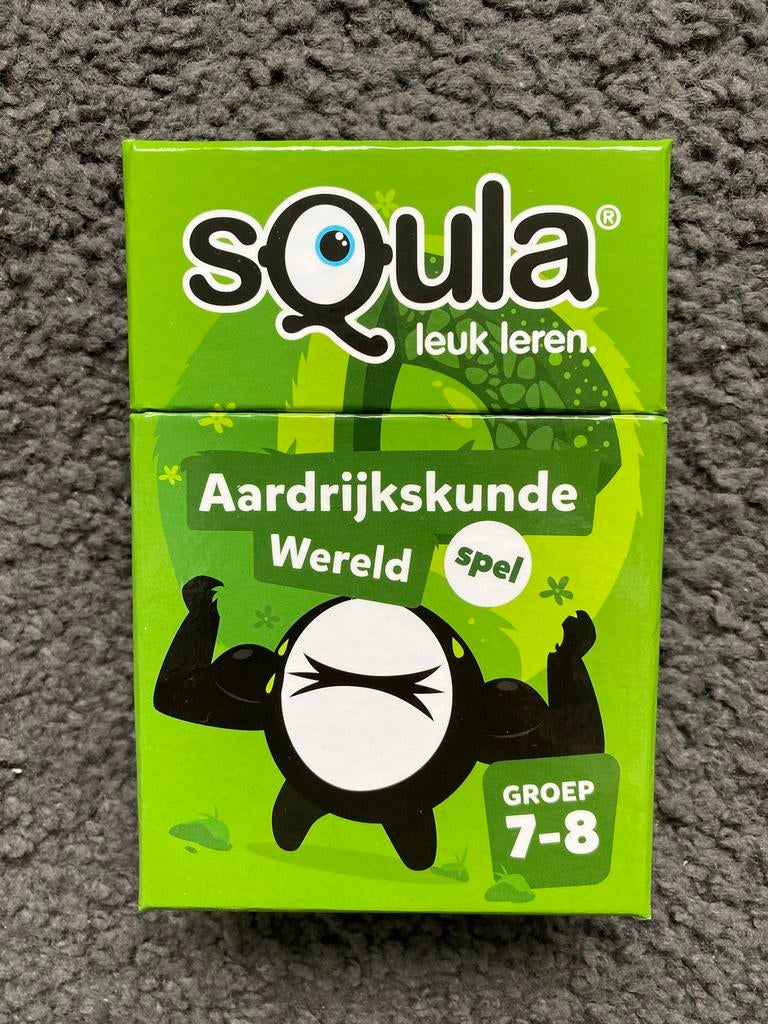 sQula®
leuk leren.
Aardrijkskunde
Wereld spel
GROEP
7-8